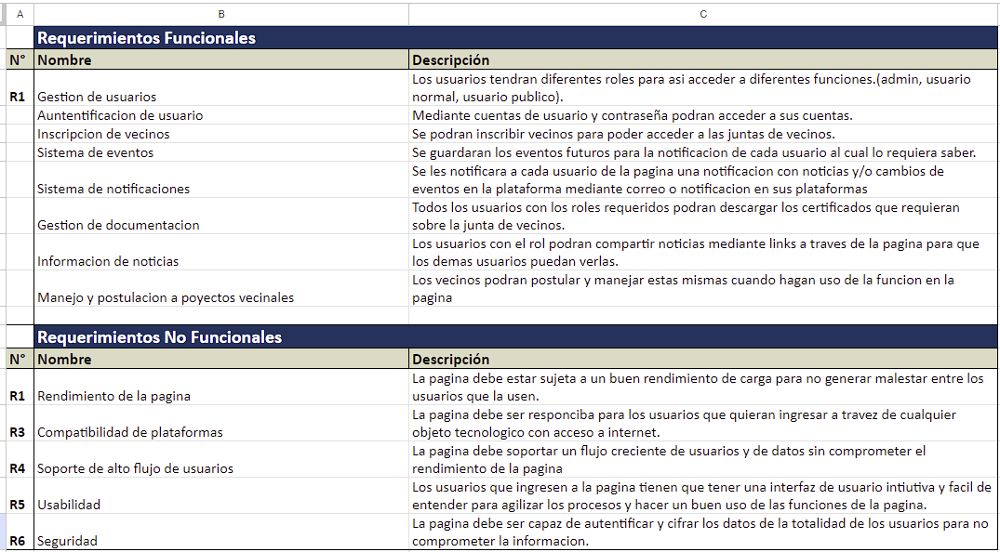 A B C
Requerimientos Funcionales
N° Nombre Descripción
Los usuarios tendran diferentes roles para asi acceder a diferentes funciones.(admin, usuario
R1 Gestion de usuarios normal, usuario publico).
Auntentificacion de usuario Mediante cuentas de usuario y contraseña podran acceder a sus cuentas.
Inscripcion de vecinos Se podran inscribir vecinos para poder acceder a las juntas de vecinos.
Sistema de eventos Se guardaran los eventos futuros para la notificacion de cada usuario al cual lo requiera saber.
Se les notificara a cada usuario de la pagina una notificacion con noticias y/o cambios de
Sistema de notificaciones eventos en la plataforma mediante correo o notificacion en sus plataformas
Todos los usuarios con los roles requeridos podran descargar los certificados que requieran
Gestion de documentacion sobre la junta de vecinos.
Los usuarios con el rol podran compartir noticias mediante links a traves de la pagina para que
Informacion de noticias los demas usuarios puedan verlas.
Los vecinos podran postular y manejar estas mismas cuando hagan uso de la funcion en la
Manejo y postulacion a poyectos vecinales pagina
Requerimientos No Funcionales
N° Nombre Descripción
La pagina debe estar sujeta a un buen rendimiento de carga para no generar malestar entre los
R1 Rendimiento de la pagina usuarios que la usen.
La pagina debe ser responciba para los usuarios que quieran ingresar a travez de cualquier
R3 Compatibilidad de plataformas objeto tecnologico con acceso a internet.
La pagina debe soportar un flujo creciente de usuarios y de datos sin comprometer el
R4 Soporte de alto flujo de usuarios rendimiento de la pagina
Los usuarios que ingresen a la pagina tienen que tener una interfaz de usuario intiutiva y facil de
R5 Usabilidad entender para agilizar los procesos y hacer un buen uso de las funciones de la pagina.
La pagina debe ser capaz de autentificar y cifrar los datos de la totalidad de los usuarios para no
R6 Seguridad comprometer la informacion.